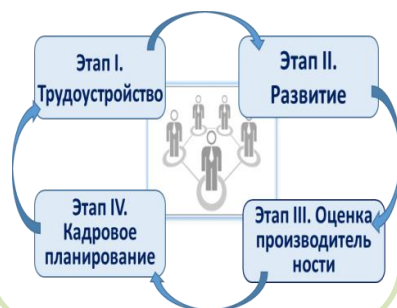 Этап I.
Трудоустройство
Этап II.
Развитие
Этап III. Оценка
производитель
ности
Этап IV.
Кадровое
планирование